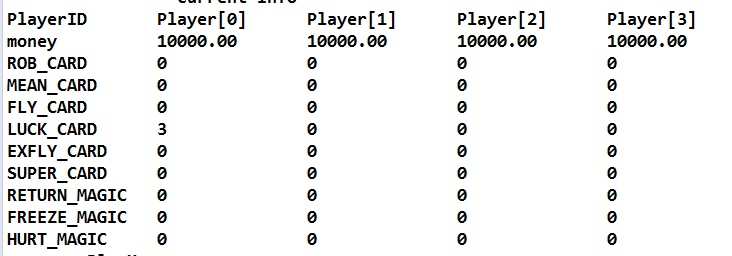 PlayerID Player[0] Player[1] Player[2] Player[3]
money 10000.00 10000.00 10000.00 10000.00
ROB_CARD 0 0 0 0
MEAN_CARD 0 0 0 0
FLY_CARD 0 0 0 0
LUCK_CARD 3 0 0 0
EXFLY_CARD 0 0 0 0
SUPER_CARD 0 0 0 0
RETURN_MAGIC 0 0 0 0
FREEZE_MAGIC 0 0 0 0
HURT_MAGIC 0 0 0 0